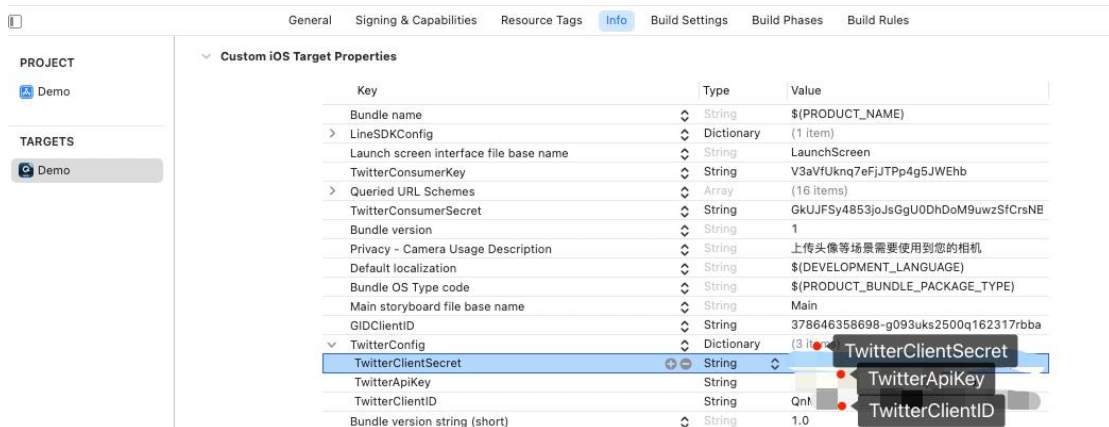 General Signing & Capabilities Resource Tags Info Build Settings Build Phases Build Rules
PROJECT
Demo
TARGETS
Demo
Custom iOS Target Properties
Key Type Value
Bundle name String $(PRODUCT_NAME)
LineSDKConfig Dictionary (1 item)
Launch screen interface file base name String LaunchScreen
TwitterConsumerKey String V3aVfUknq7eFjJTPp4g5JWEhb
Queried URL Schemes Array (16 items)
TwitterConsumerSecret String GkUJFSy4853joJsGgU0DhDoM9uwzSfCrsNB
Bundle version String 1
Privacy - Camera Usage Description String 上传头像等场景需要使用到您的相机
Default localization String $(DEVELOPMENT_LANGUAGE)
Bundle OS Type code String $(PRODUCT_BUNDLE_PACKAGE_TYPE)
Main storyboard file base name String Main
GIDClientID String 378646358698-g093uks2500q162317rbba
TwitterConfig Dictionary (3 items)
TwitterClientSecret String TwitterClientSecret
TwitterApiKey String TwitterApiKey
TwitterClientID String TwitterClientID
Bundle version string (short) String 1.0